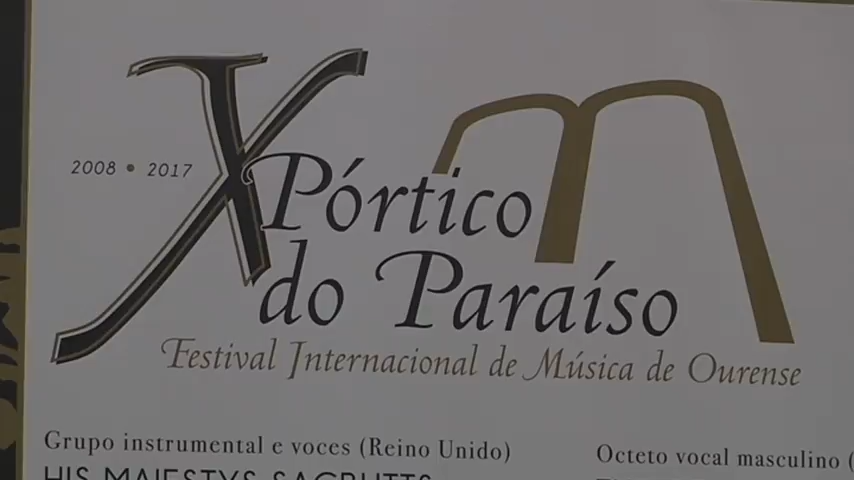 X
2008 • 2017
Pórtico
do Paraíso
Festival Internacional de Música de Ourense
Grupo instrumental e voces (Reino Unido)
Octeto vocal masculino (
HIS MAJESTYS SAGBUTTS